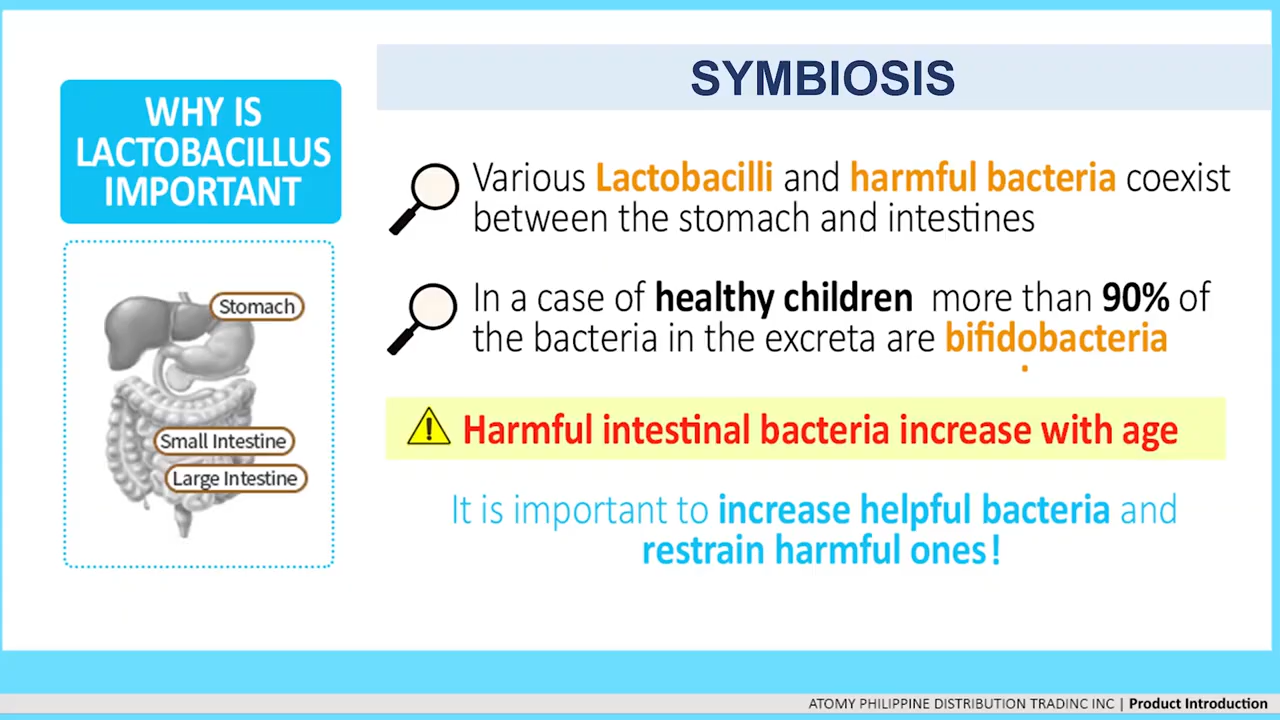 WHY IS
LACTOBACILLUS
IMPORTANT
Stomach
Small Intestine
Large Intestine
SYMBIOSIS
Various Lactobacilli and harmful bacteria coexist
between the stomach and intestines
In a case of healthy children more than 90% of
the bacteria in the excreta are bifidobacteria
Harmful intestinal bacteria increase with age
It is important to increase helpful bacteria and
restrain harmful ones!
ATOMY PHILIPPINE DISTRIBUTION TRADINC INC | Product Introduction